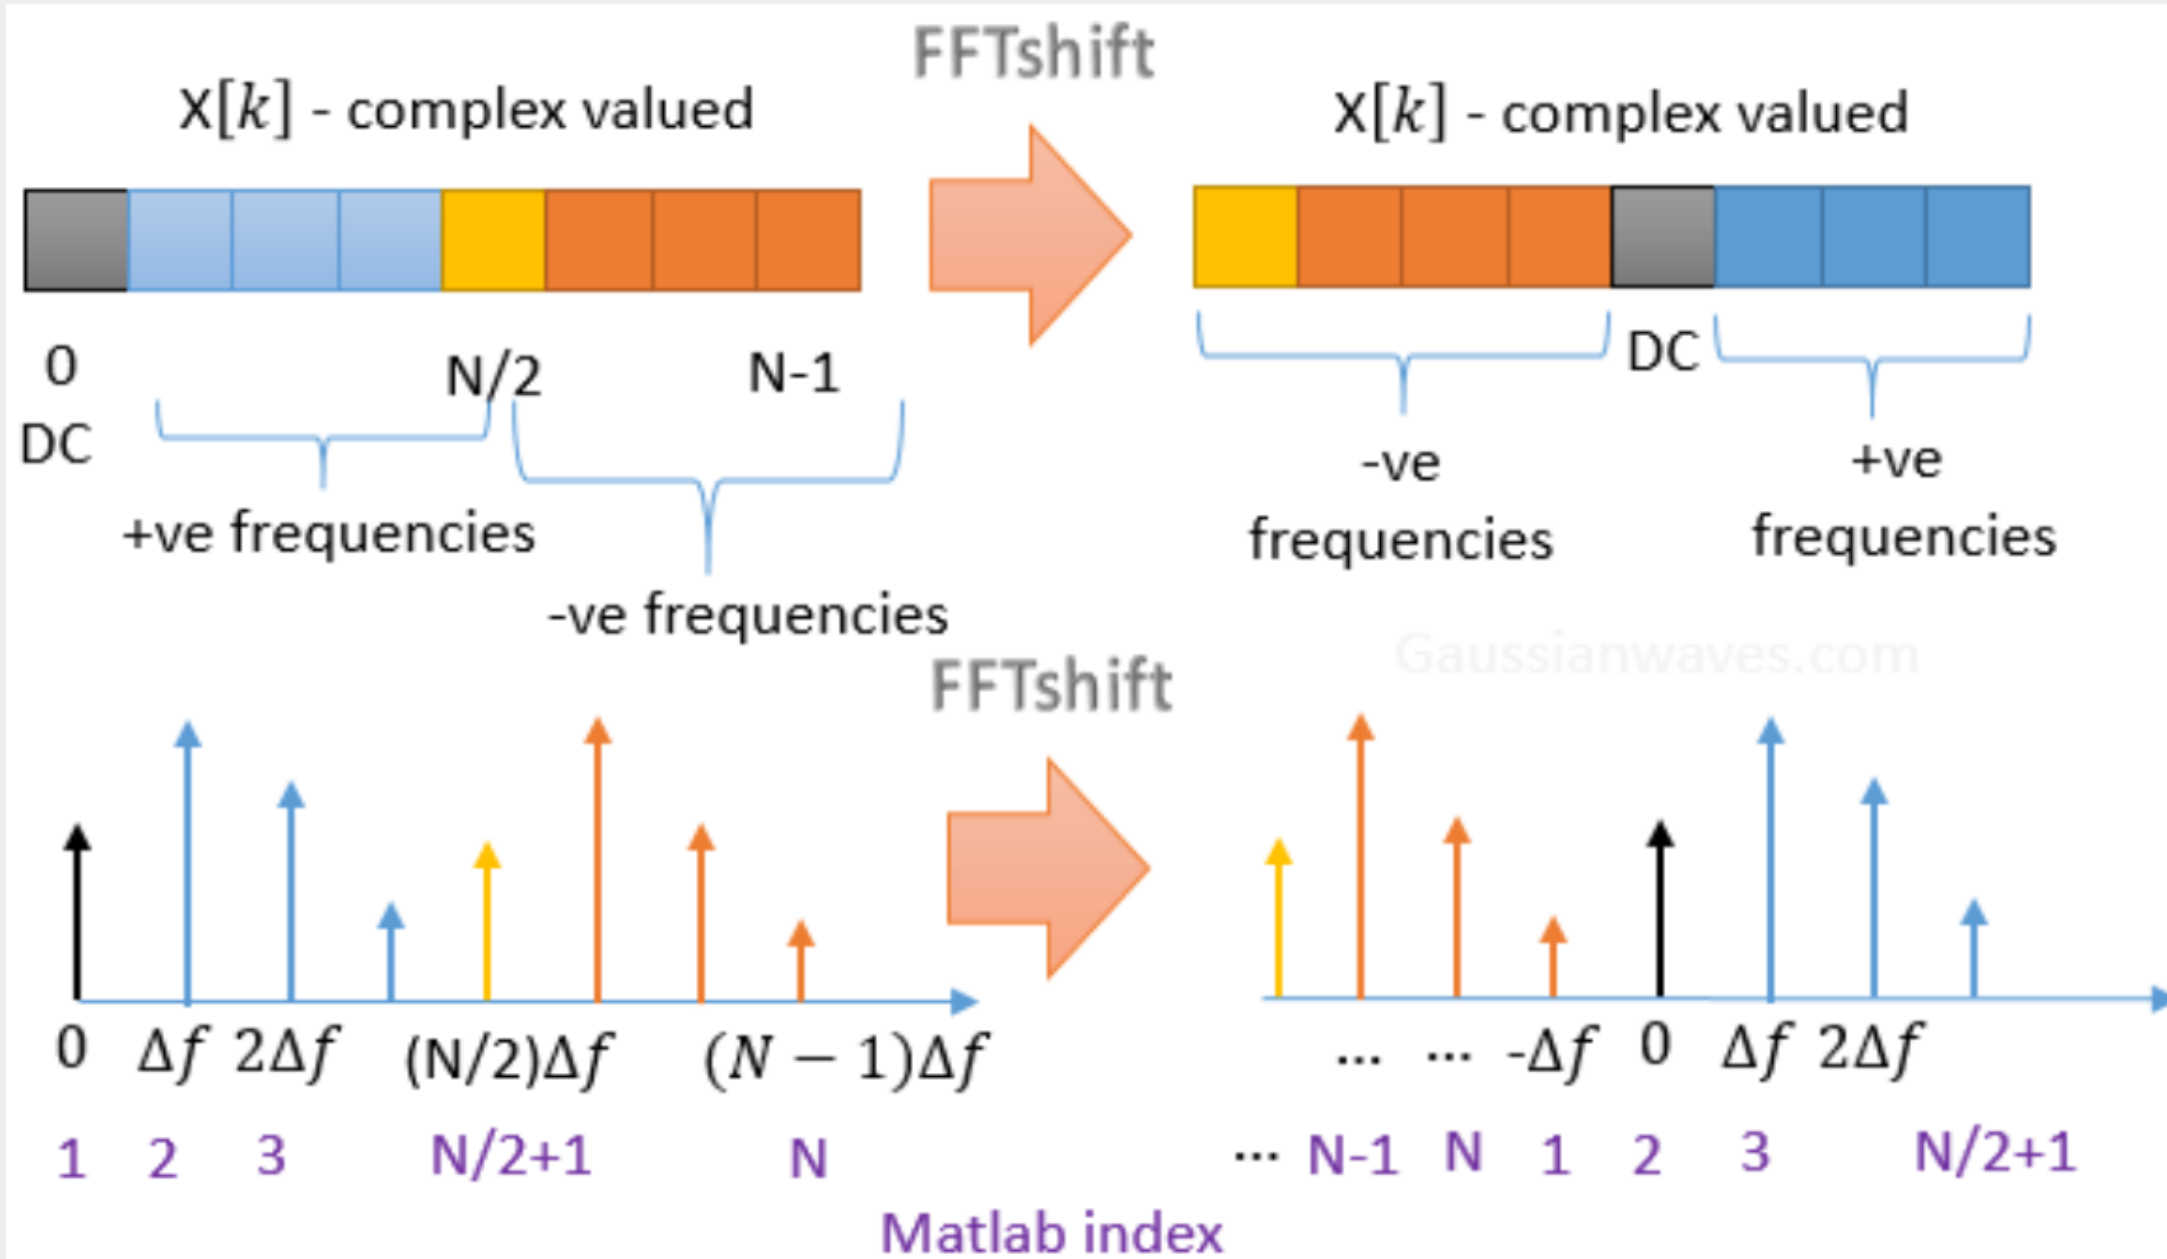 FFTshift
X[k] - complex valued
X[k] - complex valued
0
N/2
N-1
DC
DC
+ve frequencies
-ve frequencies
-ve
frequencies
+ve
frequencies
Gaussianwaves.com
FFTshift
0 Δf 2Δf (N/2)Δf (N − 1)Δf
... ... -Δf 0 Δf 2Δf
1 2 3 N/2+1 N
... N-1 N 1 2 3 N/2+1
Matlab index